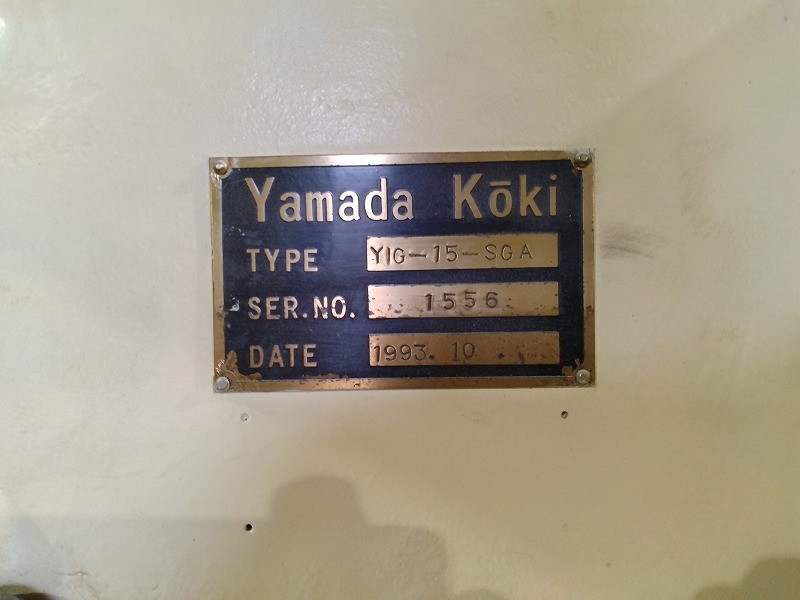 Yamada Kōki
TYPE YIG-15-SGA
SER.NO. 1556
DATE 1993. 10